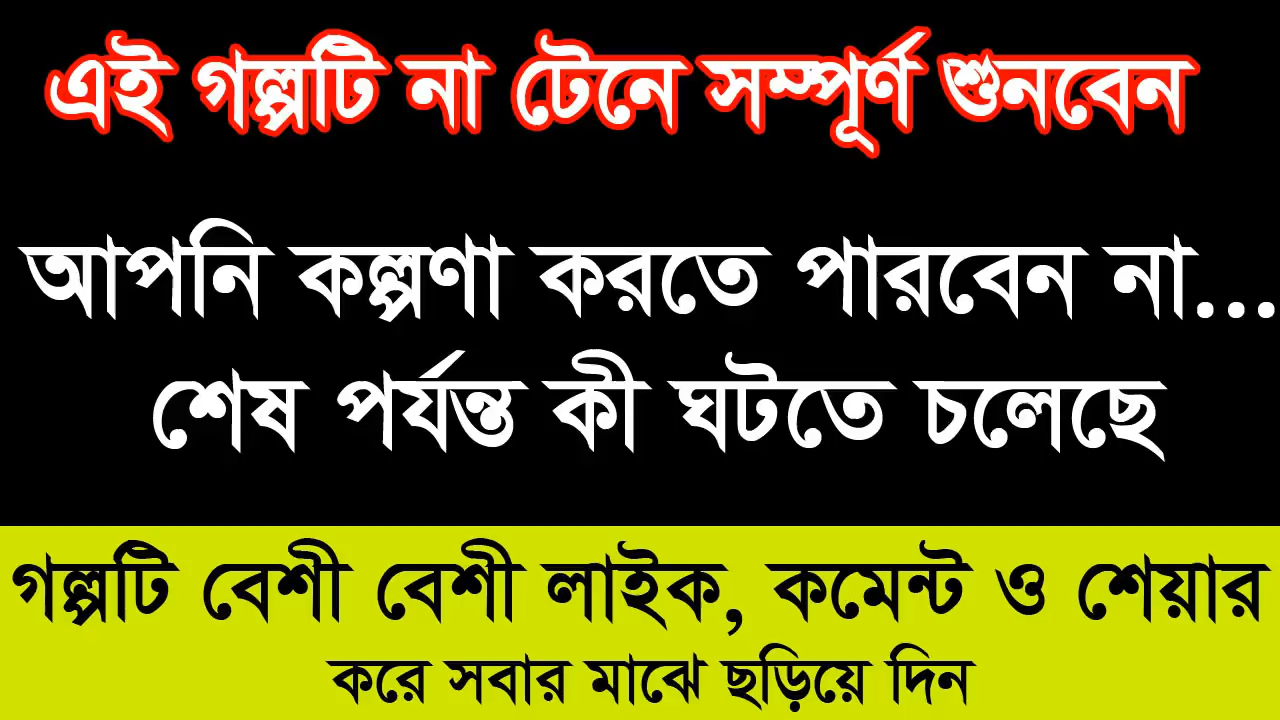 এই গল্পটি না টেনে সম্পূর্ণ শুনবেন
আপনি কল্পণা করতে পারবেন না...
শেষ পর্যন্ত কী ঘটতে চলেছে
গল্পটি বেশী বেশী লাইক, কমেন্ট ও শেয়ার
করে সবার মাঝে ছড়িয়ে দিন